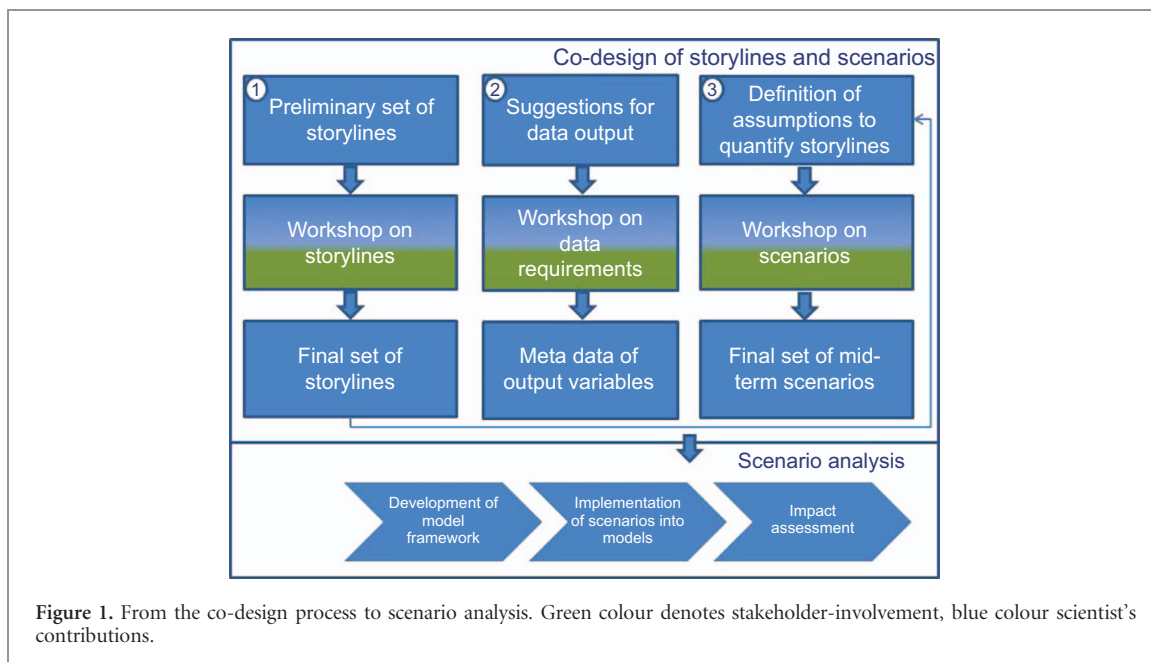 Co-design of storylines and scenarios
1
Preliminary set of
storylines
Workshop on
storylines
Final set of
storylines
2
Suggestions for
data output
Workshop on
data
requirements
Meta data of
output variables
3
Definition of
assumptions to
quantify storylines
Workshop on
scenarios
Final set of mid-
term scenarios
Scenario analysis
Development of
model
framework
Implementation
of scenarios into
models
Impact
assessment
Figure 1. From the co-design process to scenario analysis. Green colour denotes stakeholder-involvement, blue colour scientist's
contributions.